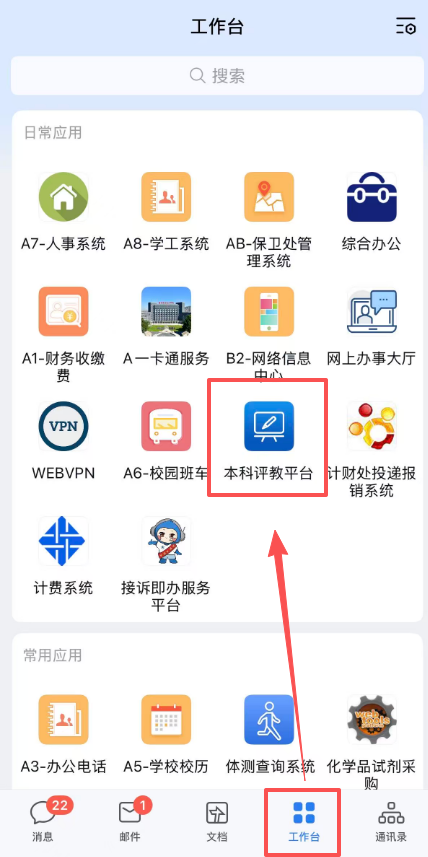 工作台
搜索
日常应用
A7-人事系统
A8-学工系统
AB-保卫处管
理系统
综合办公
A1-财务收缴
费
A一卡通服务
B2-网络信息
中心
网上办事大厅
VPN
WEBVPN
A6-校园班车
本科评教平台
计财处投递报
销系统
计费系统
接诉即办服务
平台
常用应用
A3-办公电话
A5-学校校历
体测查询系统
化学品试剂采
购
22
消息
1
邮件
文档
工作台
通讯录